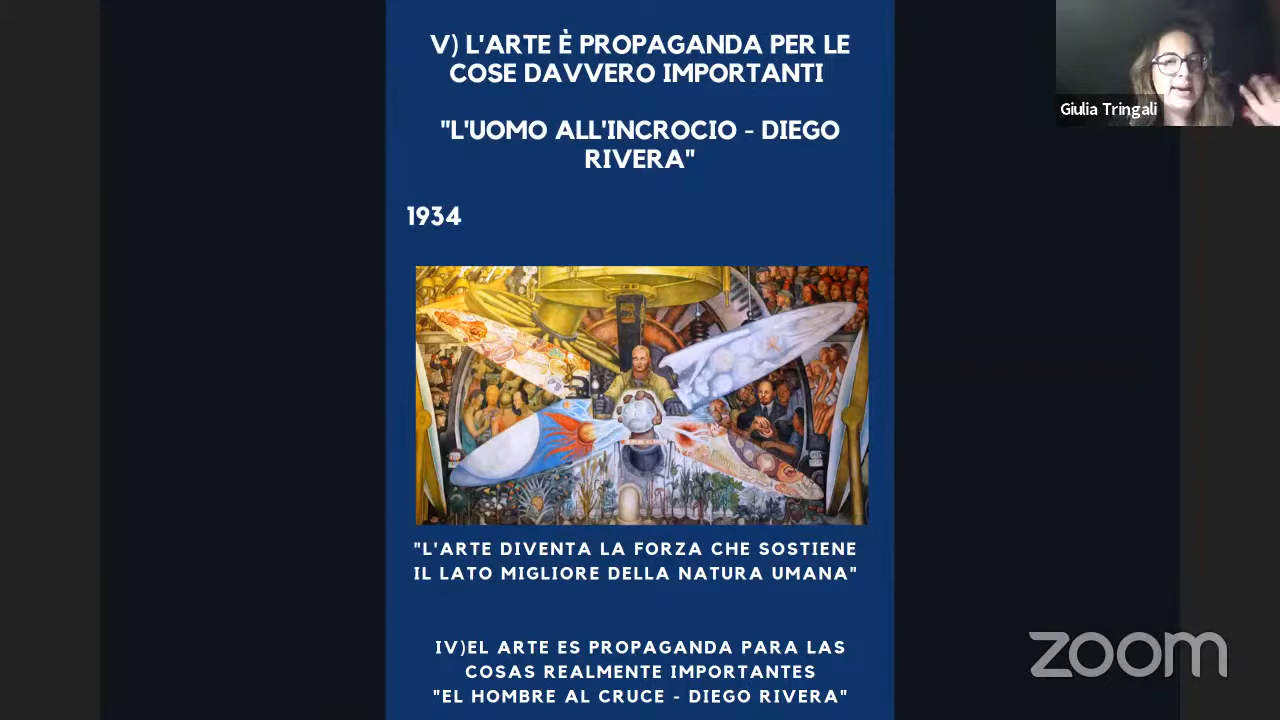 V) L'ARTE È PROPAGANDA PER LE
COSE DAVVERO IMPORTANTI
"L'UOMO ALL'INCROCIO - DIEGO
RIVERA"
1934
"L'ARTE DIVENTA LA FORZA CHE SOSTIENE
IL LATO MIGLIORE DELLA NATURA UMANA"
IV)EL ARTE ES PROPAGANDA PARA LAS
COSAS REALMENTE IMPORTANTES
"EL HOMBRE AL CRUCE - DIEGO RIVERA"
Giulia Tringali
zoom